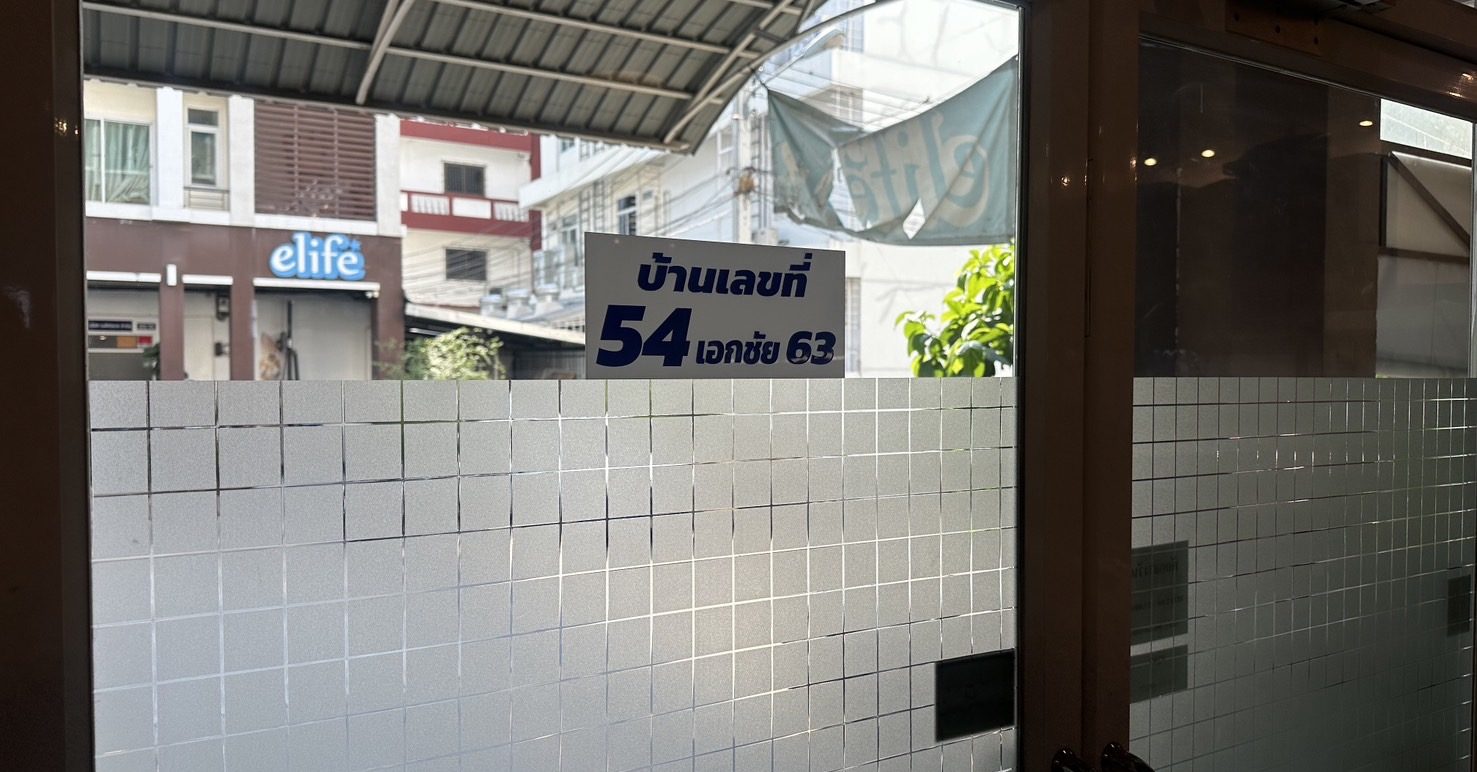 elife
elife
บ้านเลขที่
54 เอกชัย 63